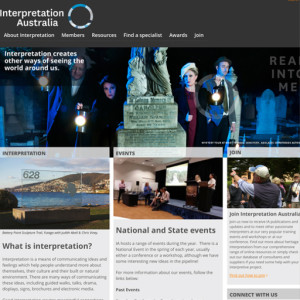 Interpretation
Australia
About Interpretation Members Resources Find a specialist Awards Join
Interpretation creates
other ways of seeing the
world around us.
READ
INTO
ME
INTERPRETATION
EVENTS
JOIN
628
What is interpretation?
Interpretation is a means of communicating ideas and
feelings which help people understand more about
themselves, their culture and their built or natural
environment. There are many ways of communicating
these ideas, including guided walks, talks, drama,
displays, signs, brochures and electronic media.
National and State events
IA hosts a range of events during the year. There is a
National Event in the spring of each year, usually
either a conference or a workshop, although we have
some interesting new ideas in the pipeline!
For more information about our events, follow the
links below:
Past Events
Join Interpretation Australia
CONNECT WITH US